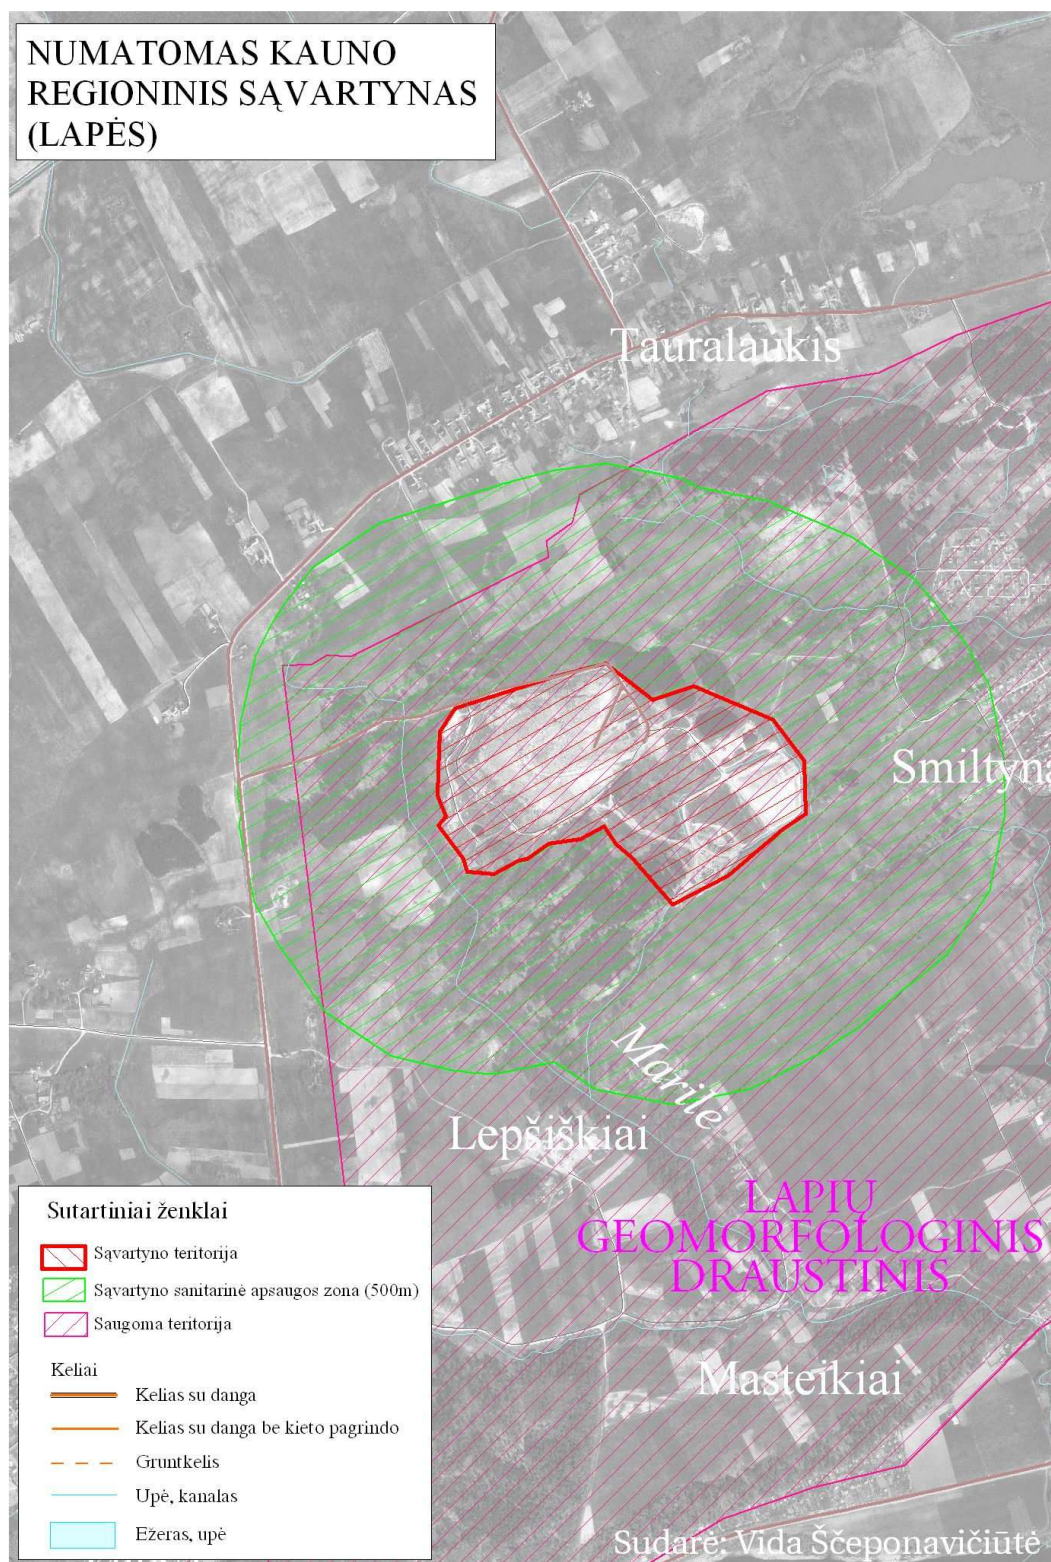 NUMATOMAS KAUNO
REGIONINIS SĄVARTYNAS
(LAPĖS)
Tauralaukis
Smiltyna
Marilė
Lepšiškiai
LAPIŲ
GEOMORFOLOGINIS
DRAUSTINIS
Masteikiai
Sutartiniai ženklai
Sąvartyno teritorija
Sąvartyno sanitarinė apsaugos zona (500m)
Saugoma teritorija
Keliai
Kelias su danga
Kelias su danga be kieto pagrindo
Gruntkelis
Upė, kanalas
Ežeras, upė
Sudarė: Vida Ščeponavičiūtė